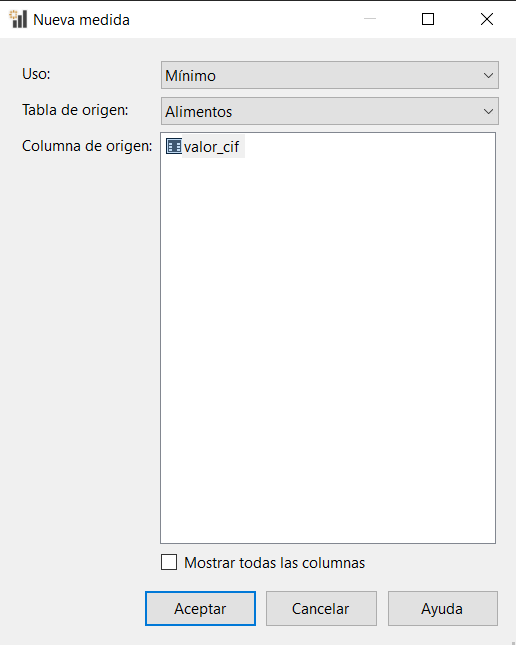 Nueva medida
Uso: Mínimo
Tabla de origen: Alimentos
Columna de origen: valor_cif
Mostrar todas las columnas
Aceptar Cancelar Ayuda